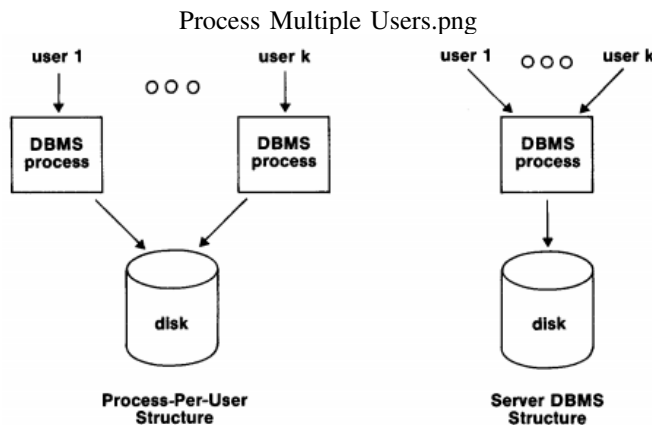 Process Multiple Users.png
user 1
user k
DBMS
process
DBMS
process
disk
Process-Per-User
Structure
user 1
user k
DBMS
process
disk
Server DBMS
Structure